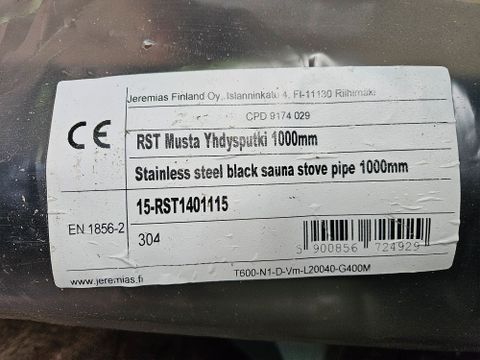 Jeremias Finland Oy., Islanninkatu 4, FI-11130 Riihimäki
CPD 9174 029
CE
RST Musta Yhdysputki 1000mm
Stainless steel black sauna stove pipe 1000mm
15-RST1401115
EN 1856-2
304
5 900856 724929
T600-N1-D-Vm-L20040-G400M
www.jeremias.fi